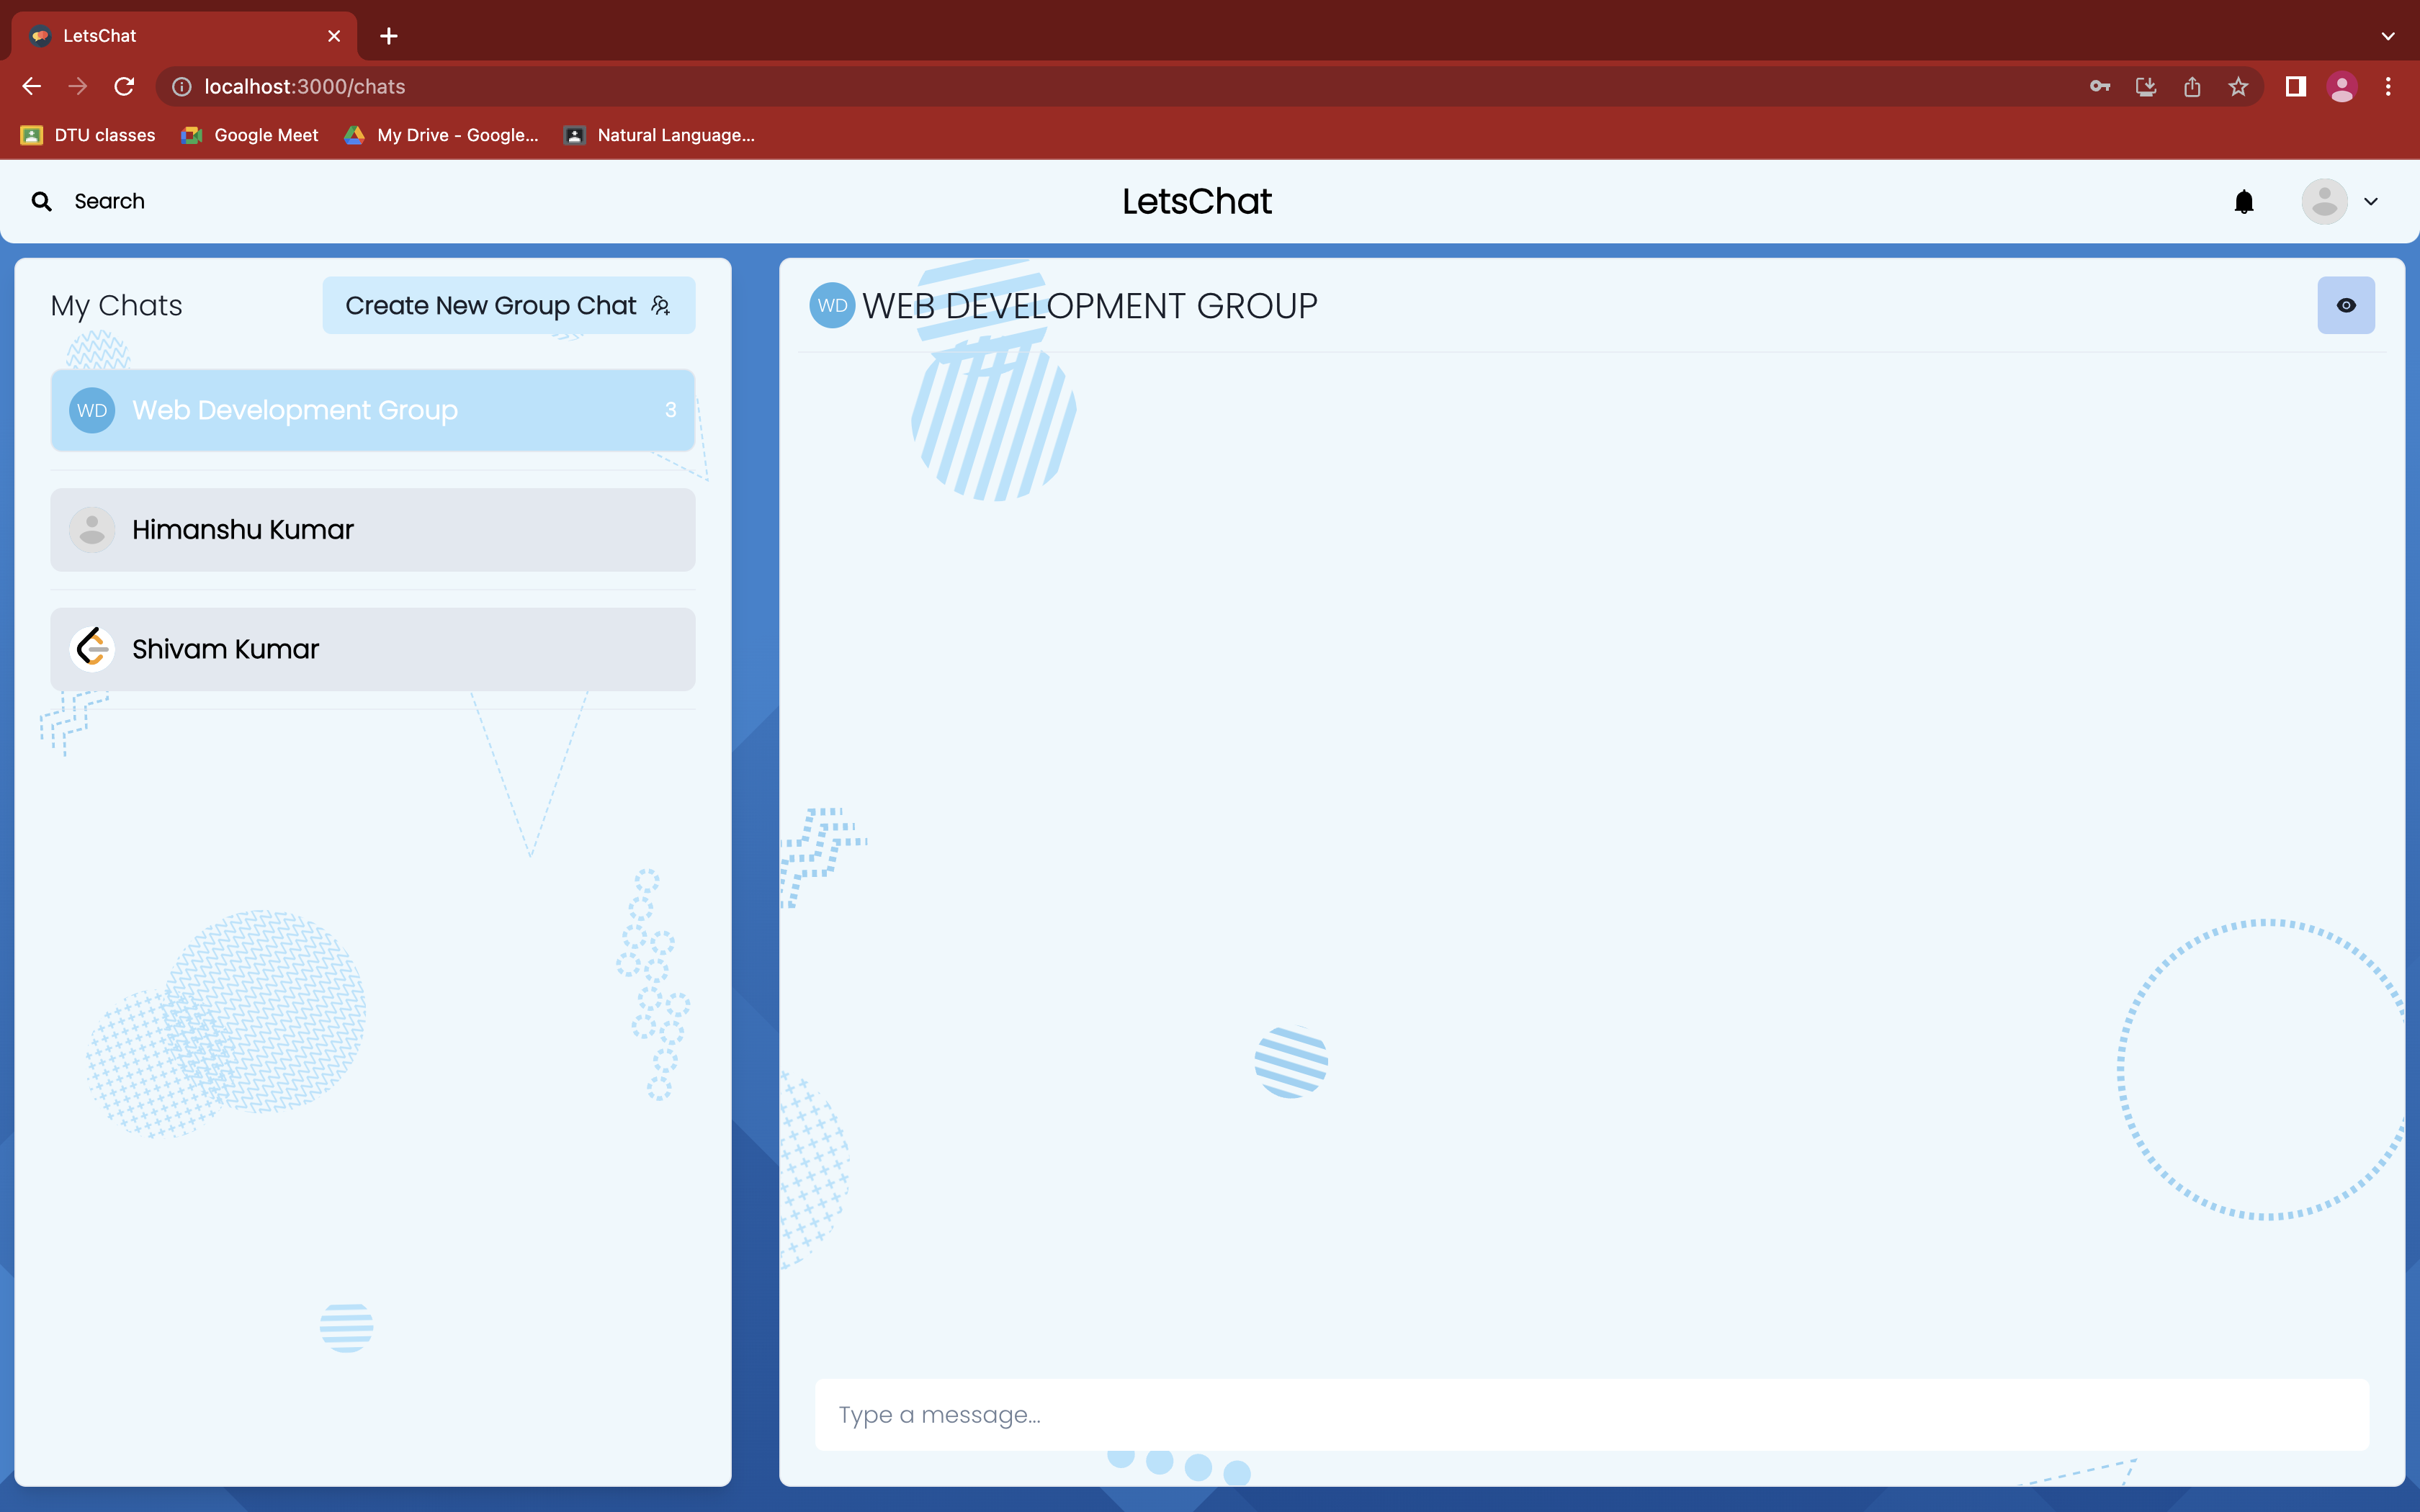 LetsChat
localhost:3000/chats
DTU classes
Google Meet
My Drive - Google...
Natural Language...
Search
LetsChat
My Chats
Create New Group Chat
WD
WEB DEVELOPMENT GROUP
WD
Web Development Group
3
Himanshu Kumar
Shivam Kumar
Type a message...